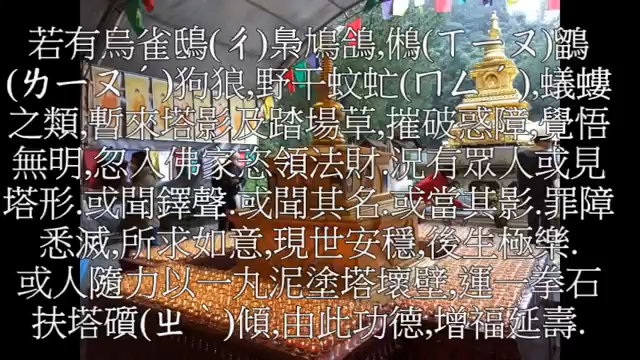 若有烏雀鴟(ㄔ)梟鳩鴿,鵂(ㄒㄧㄡ)鶹
(ㄌㄧㄡˊ)狗狼,野干蚊虻(ㄇㄥˊ),蟻螻
之類,暫來塔影及踏場草,摧破惑障,覺悟
無明,忽入佛家恣領法財.況有眾人或見
塔形.或聞鐸聲.或聞其名.或當其影.罪障
悉滅,所求如意,現世安穩,後生極樂.
或人隨力以一丸泥塗塔壞壁,運一拳石
扶塔礩(ㄓˋ)傾,由此功德,增福延壽.